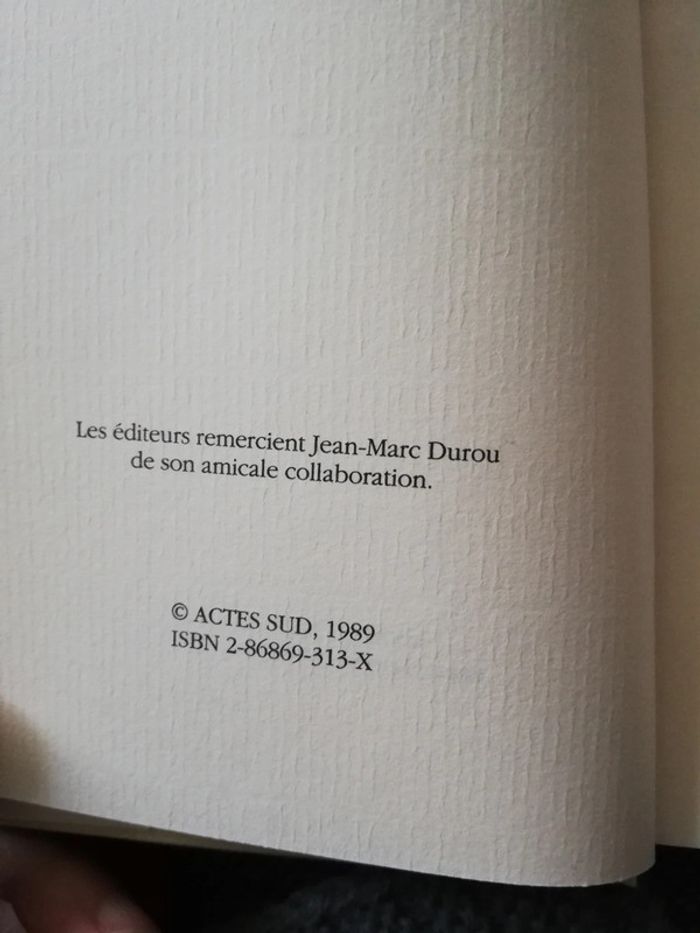 Les éditeurs remercient Jean-Marc Durou
de son amicale collaboration.
© ACTES SUD, 1989
ISBN 2-86869-313-X